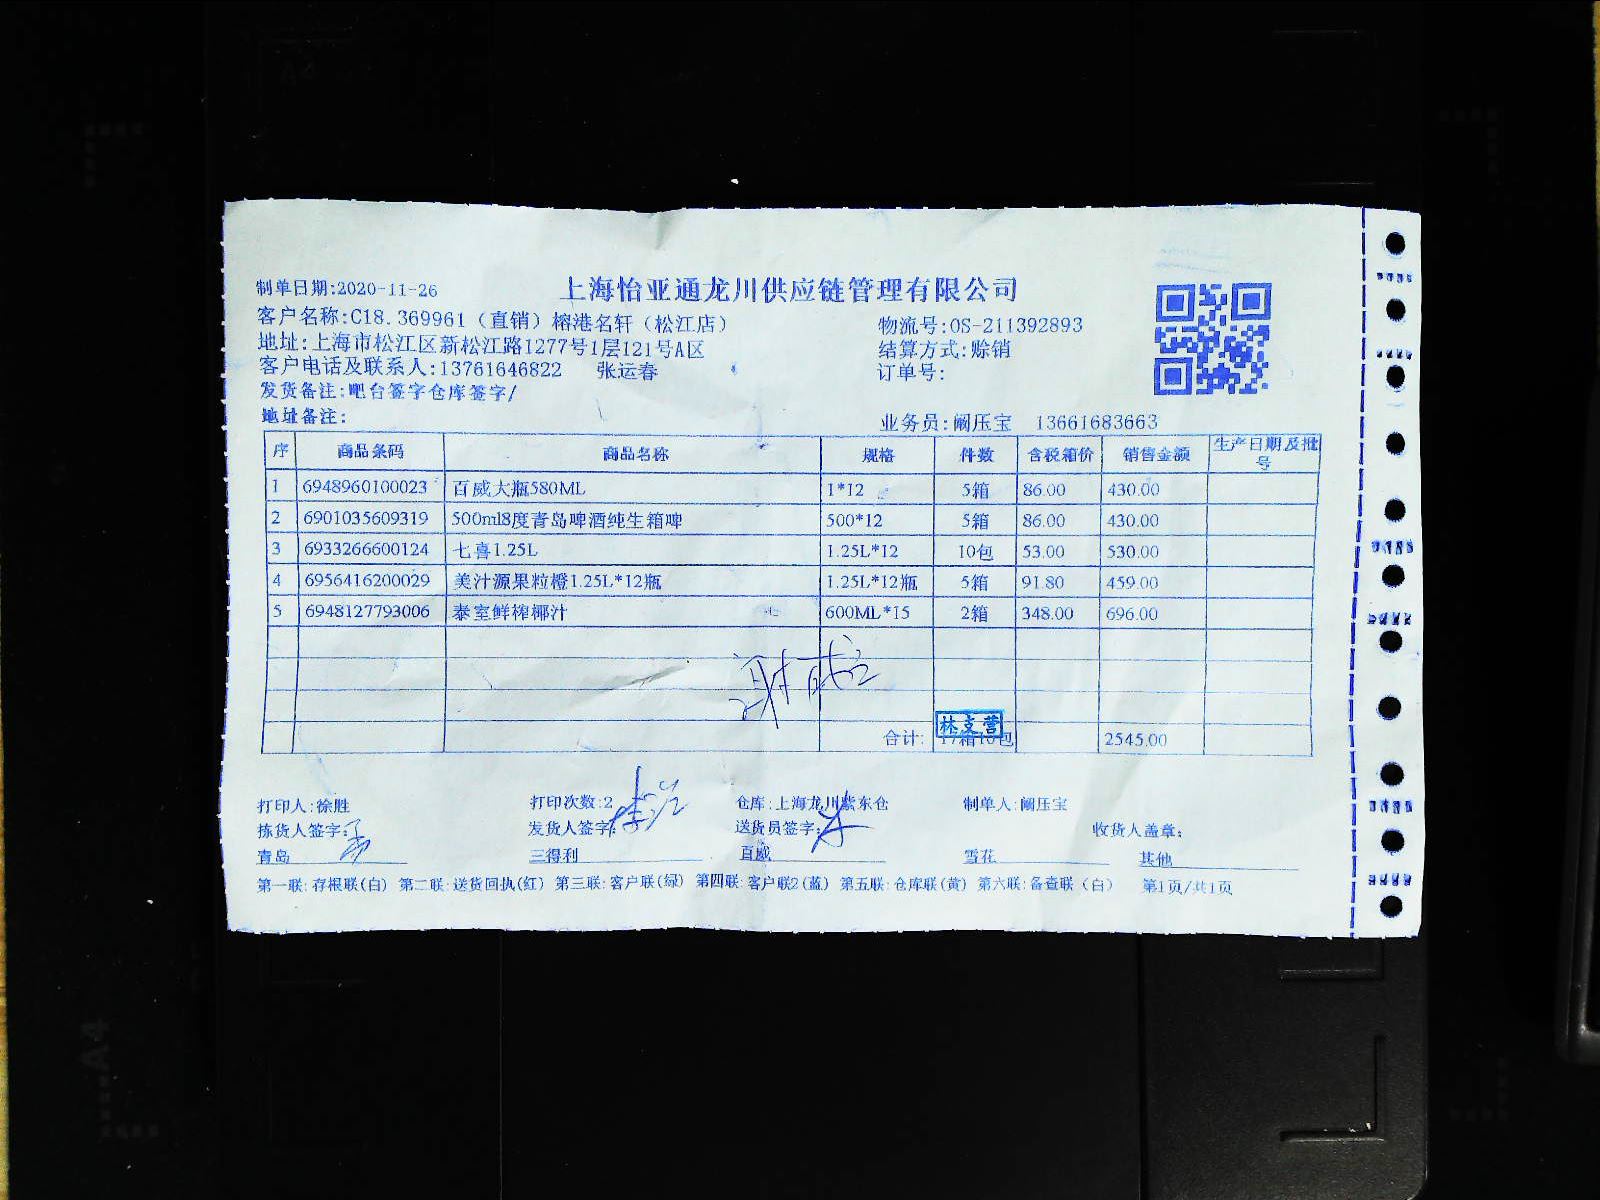 上海怡亚通龙川供应链管理有限公司
制单日期:2020-11-26
客户名称:C18.369961（直销）榕港名轩（松江店） 物流号:OS-211392893
地址:上海市松江区新松江路1277号1层121号A区 结算方式:赊销
客户电话及联系人:13761646822 张运春 订单号:
发货备注:吧台签字仓库签字/
地址备注: 业务员:阚压宝 13661683663
序 商品条码 商品名称 规格 件数 含税箱价 销售金额 生产日期及批号
1 6948960100023 百威大瓶580ML 1*12 5箱 86.00 430.00
2 6901035609319 500ml8度青岛啤酒纯生箱啤 500*12 5箱 86.00 430.00
3 6933266600124 七喜1.25L 1.25L*12 10包 53.00 530.00
4 6956416200029 美汁源果粒橙1.25L*12瓶 1.25L*12瓶 5箱 91.80 459.00
5 6948127793006 泰室鲜榨椰汁 600ML*15 2箱 348.00 696.00
林支营
合计: 17箱10包 2545.00
打印人:徐胜 打印次数:2 仓库:上海龙川紫东仓 制单人:阚压宝
拣货人签字: 发货人签字: 送货员签字: 收货人盖章:
青岛 三得利 百威 雪花 其他
第一联:存根联(白) 第二联:送货回执(红) 第三联:客户联(绿) 第四联:客户联2(蓝) 第五联:仓库联(黄) 第六联:备查联（白） 第1页/共1页